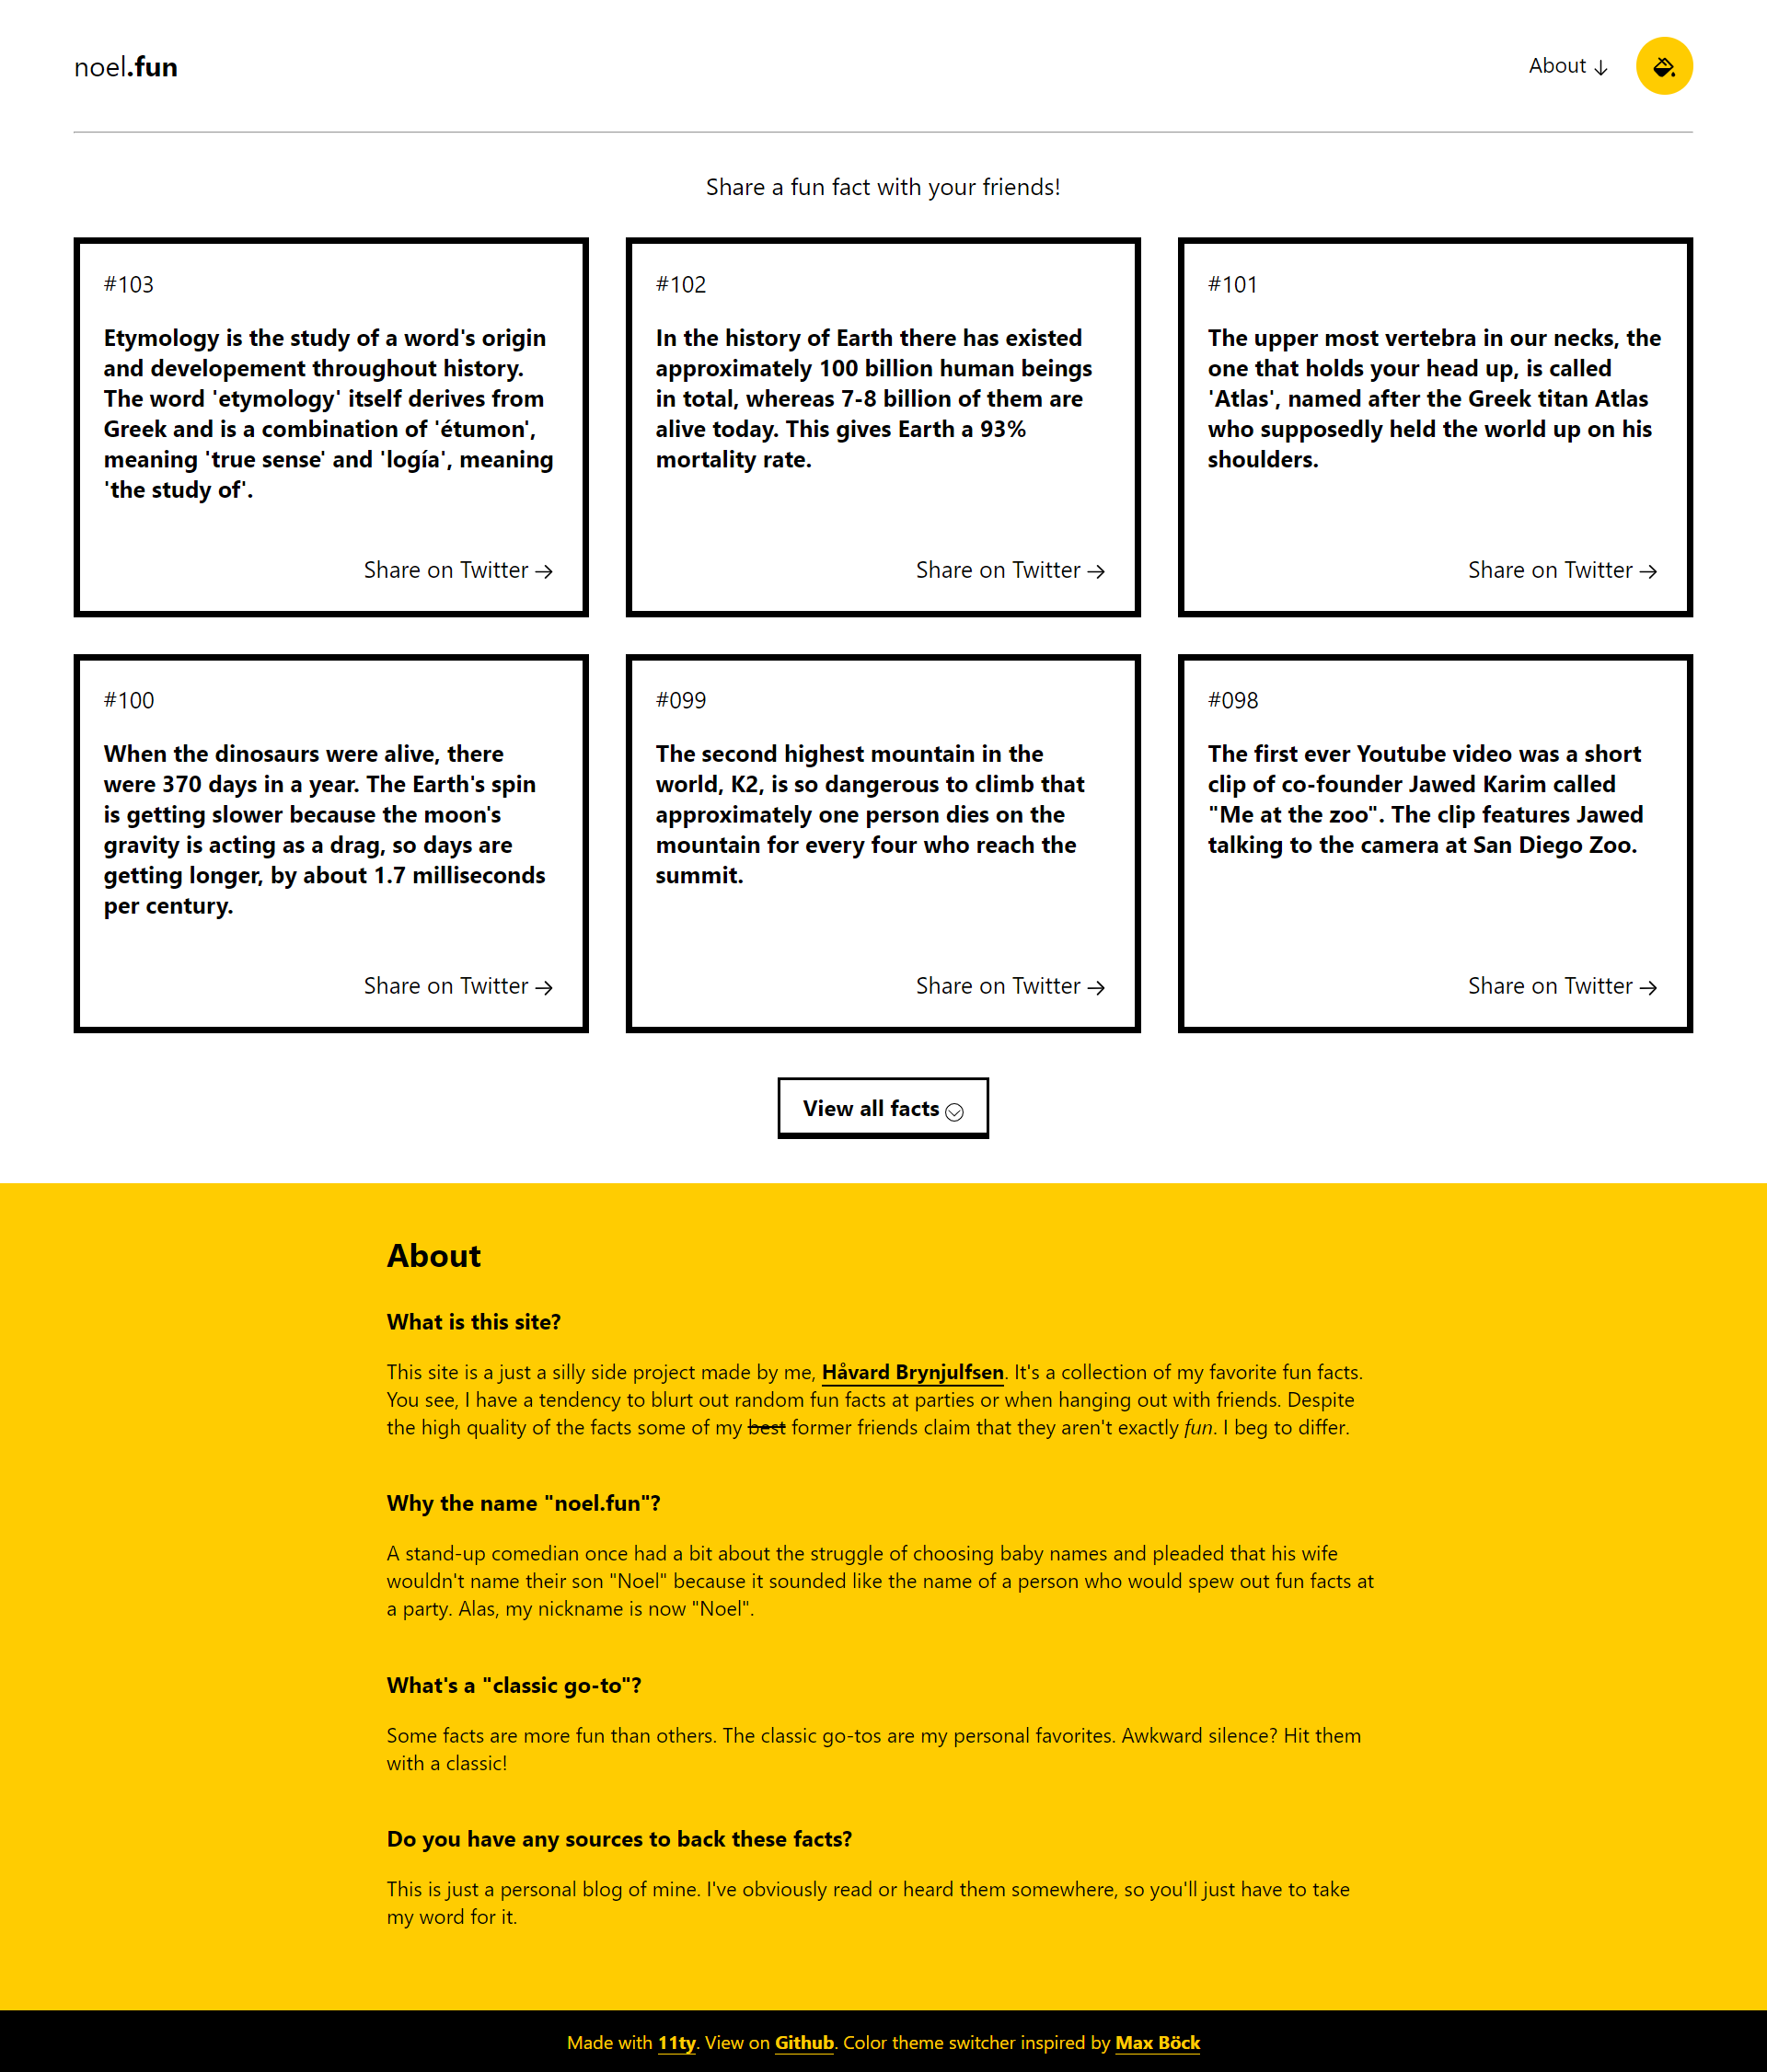 noel.fun
About ↓
Share a fun fact with your friends!
#103
Etymology is the study of a word's origin
and developement throughout history.
The word 'etymology' itself derives from
Greek and is a combination of 'étumon',
meaning 'true sense' and 'logía', meaning
'the study of'.
Share on Twitter →
#102
In the history of Earth there has existed
approximately 100 billion human beings
in total, whereas 7-8 billion of them are
alive today. This gives Earth a 93%
mortality rate.
Share on Twitter →
#101
The upper most vertebra in our necks, the
one that holds your head up, is called
'Atlas', named after the Greek titan Atlas
who supposedly held the world up on his
shoulders.
Share on Twitter →
#100
When the dinosaurs were alive, there
were 370 days in a year. The Earth's spin
is getting slower because the moon's
gravity is acting as a drag, so days are
getting longer, by about 1.7 milliseconds
per century.
Share on Twitter →
#099
The second highest mountain in the
world, K2, is so dangerous to climb that
approximately one person dies on the
mountain for every four who reach the
summit.
Share on Twitter →
#098
The first ever Youtube video was a short
clip of co-founder Jawed Karim called
"Me at the zoo". The clip features Jawed
talking to the camera at San Diego Zoo.
Share on Twitter →
View all facts
About
What is this site?
This site is a just a silly side project made by me, Håvard Brynjulfsen. It's a collection of my favorite fun facts.
You see, I have a tendency to blurt out random fun facts at parties or when hanging out with friends. Despite
the high quality of the facts some of my best former friends claim that they aren't exactly fun. I beg to differ.
Why the name "noel.fun"?
A stand-up comedian once had a bit about the struggle of choosing baby names and pleaded that his wife
wouldn't name their son "Noel" because it sounded like the name of a person who would spew out fun facts at
a party. Alas, my nickname is now "Noel".
What's a "classic go-to"?
Some facts are more fun than others. The classic go-tos are my personal favorites. Awkward silence? Hit them
with a classic!
Do you have any sources to back these facts?
This is just a personal blog of mine. I've obviously read or heard them somewhere, so you'll just have to take
my word for it.
Made with 11ty. View on Github. Color theme switcher inspired by Max Böck